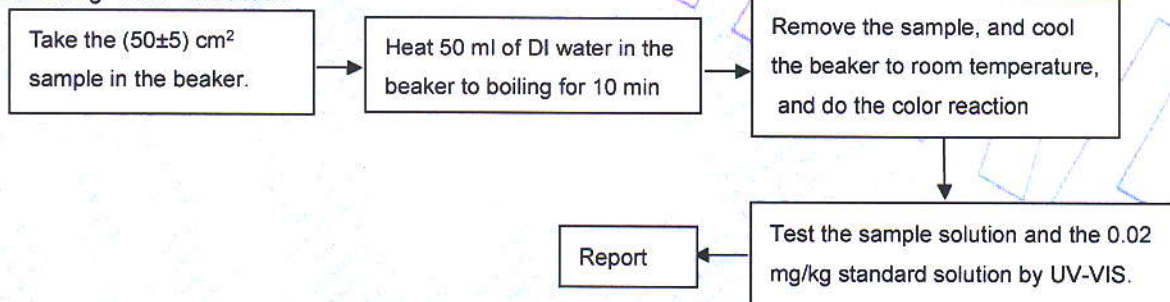 Take the (50±5) cm²
sample in the beaker.
Heat 50 ml of DI water in the
beaker to boiling for 10 min
Remove the sample, and cool
the beaker to room temperature,
and do the color reaction
Test the sample solution and the 0.02
mg/kg standard solution by UV-VIS.
Report